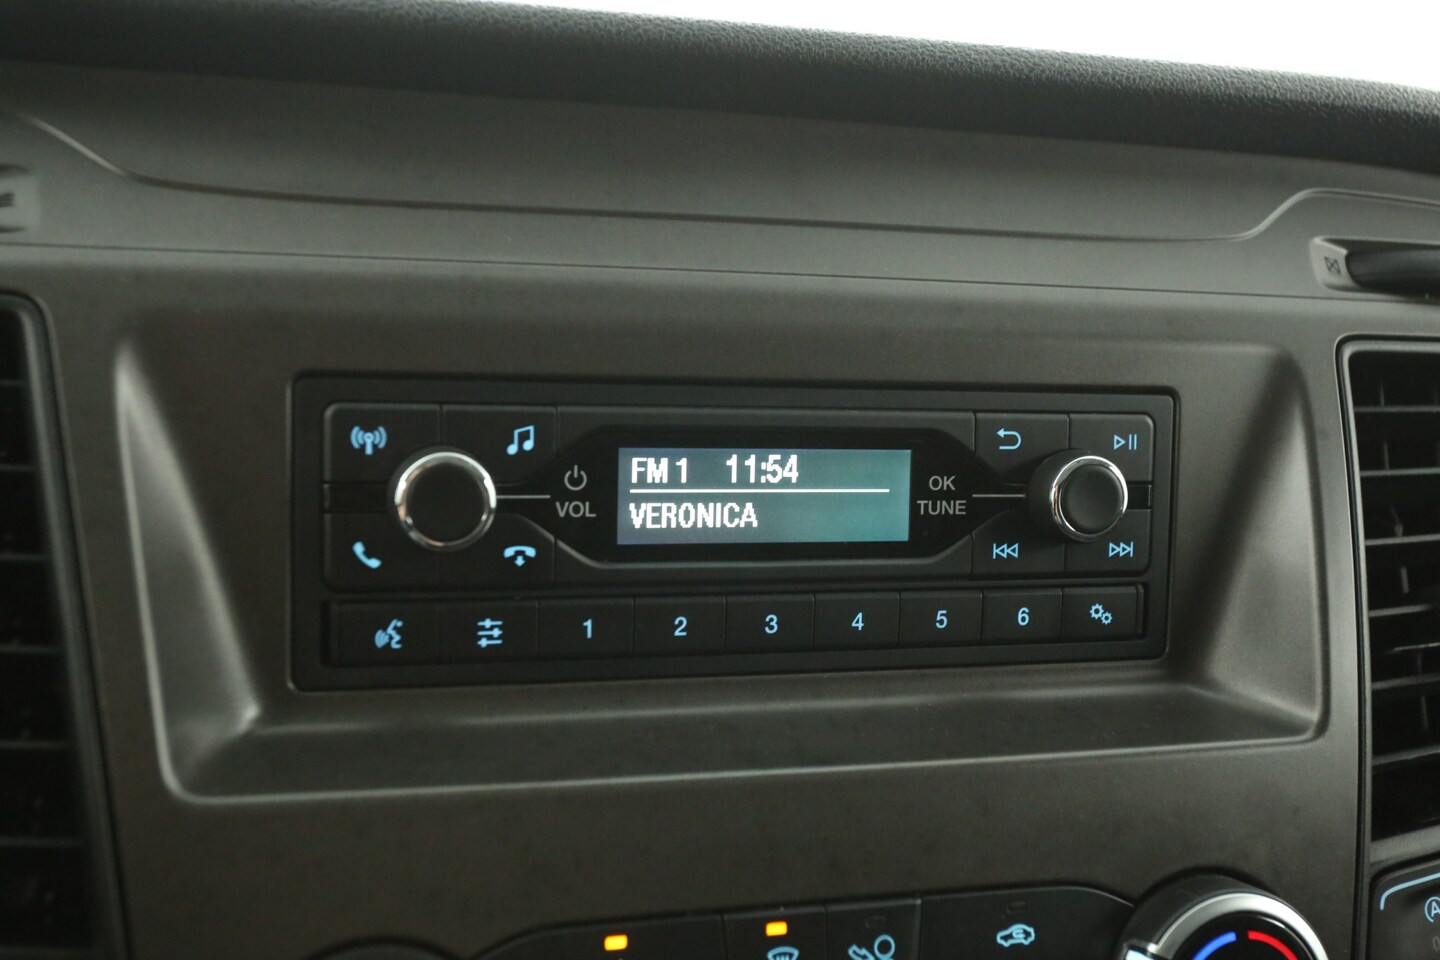 FM 1 11:54
VERONICA
VOL
OK
TUNE
1 2 3 4 5 6